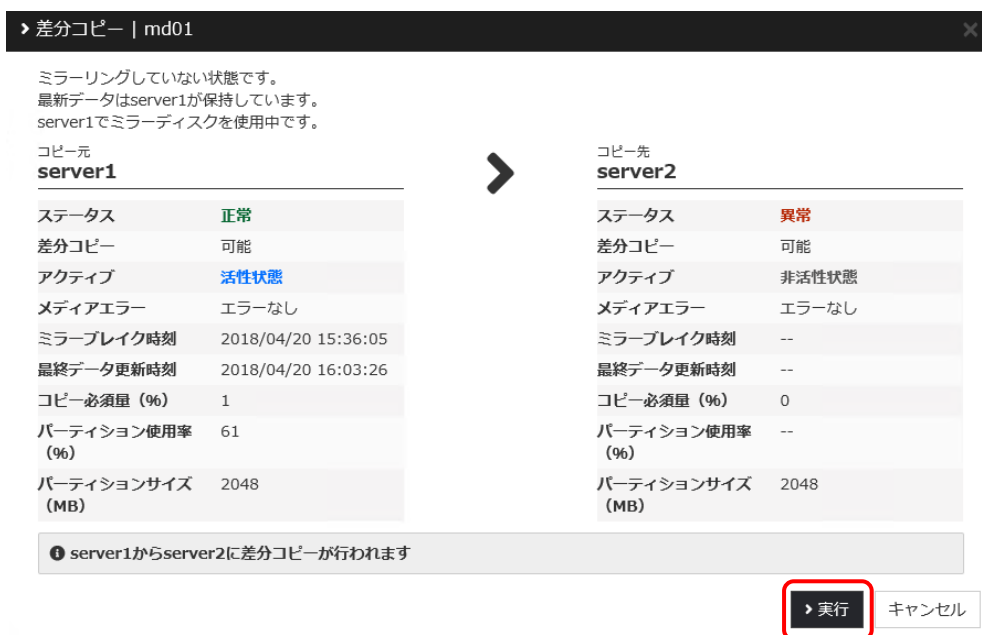 差分コピー | md01
ミラーリングしていない状態です。
最新データはserver1が保持しています。
server1でミラーディスクを使用中です。
コピー元
server1
ステータス 正常
差分コピー 可能
アクティブ 活性状態
メディアエラー エラーなし
ミラーブレイク時刻 2018/04/20 15:36:05
最終データ更新時刻 2018/04/20 16:03:26
コピー必須量（%） 1
パーティション使用率 61
（%）
パーティションサイズ 2048
（MB）
コピー先
server2
ステータス 異常
差分コピー 可能
アクティブ 非活性状態
メディアエラー エラーなし
ミラーブレイク時刻 --
最終データ更新時刻 --
コピー必須量（%） 0
パーティション使用率 --
（%）
パーティションサイズ 2048
（MB）
server1からserver2に差分コピーが行われます
実行 キャンセル